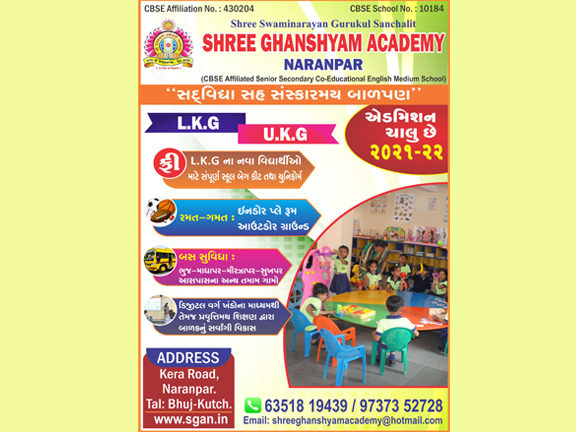 CBSE Affiliation No. : 430204
CBSE School No. : 10184
Shree Swaminarayan Gurukul Sanchalit
SHREE GHANSHYAM ACADEMY
NARANPAR
(CBSE Affiliated Senior Secondary Co-Educational English Medium School)
“સદ્‌વિદ્યા સહ સંસ્કારમય બાળપણ”
L.K.G
U.K.G
એડમિશન
ચાલુ છે
૨૦૨૧-૨૨
ફ્રી
L.K.G ના નવા વિદ્યાર્થીઓ
માટે સંપૂર્ણ સ્કૂલ બેગ કીટ તથા યુનિફોર્મ
રમત-ગમત :
ઈનડોર પ્લે રૂમ
આઉટડોર ગ્રાઉન્ડ
બસ સુવિધા :
ભુજ-માધાપર-મીરઝાપર-સુખપર
આસપાસના અન્ય તમામ ગામો
ડિજીટલ વર્ગ ખંડોના માધ્યમથી
તેમજ પ્રવૃત્તિમય શિક્ષણ દ્વારા
બાળકનું સર્વાંગી વિકાસ
ADDRESS
Kera Road,
Naranpar.
Tal: Bhuj-Kutch.
www.sgan.in
63518 19439 / 97373 52728
Email: shreeghanshyamacademy@hotmail.com